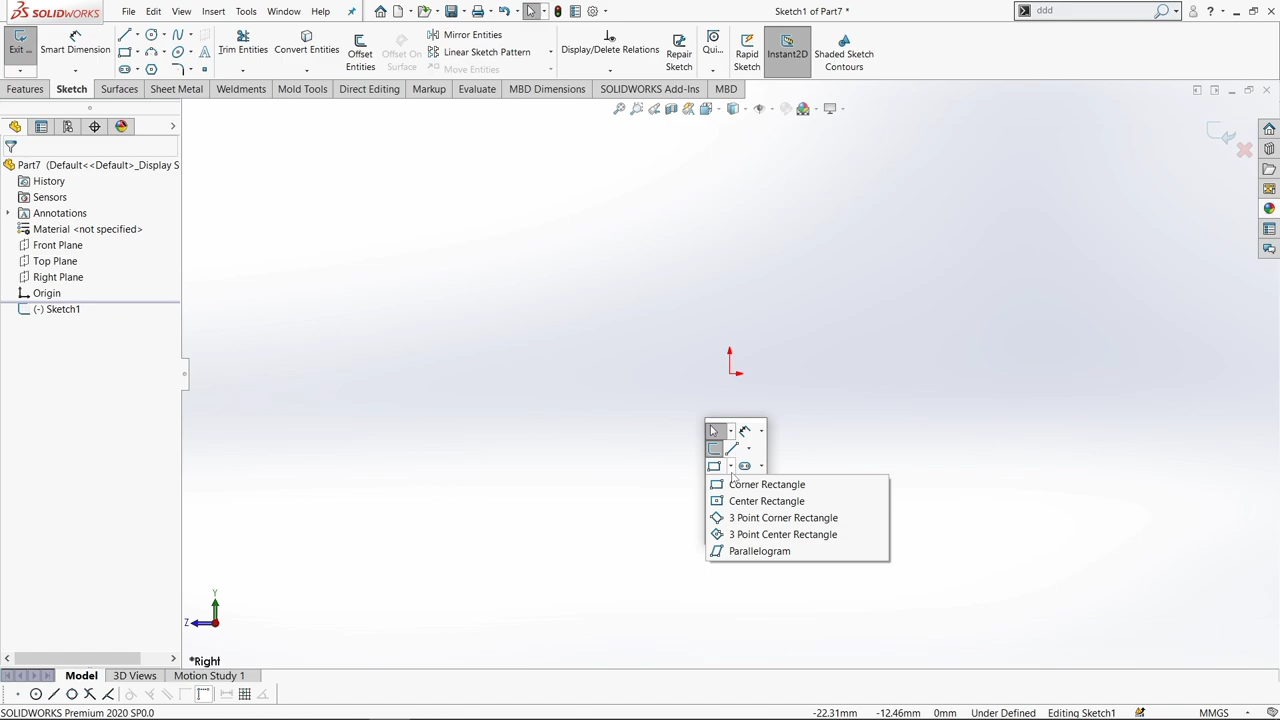 SOLIDWORKS
File Edit View Insert Tools Window Help
Sketch1 of Part7 *
ddd
Exit ... Smart Dimension Trim Entities Convert Entities Offset Entities Offset On Surface Mirror Entities Linear Sketch Pattern Move Entities Display/Delete Relations Repair Sketch Qui... Rapid Sketch Instant2D Shaded Sketch Contours
Features Sketch Surfaces Sheet Metal Weldments Mold Tools Direct Editing Markup Evaluate MBD Dimensions SOLIDWORKS Add-Ins MBD
Part7 (Default<<Default>_Display S
History
Sensors
Annotations
Material <not specified>
Front Plane
Top Plane
Right Plane
Origin
(-) Sketch1
Corner Rectangle
Center Rectangle
3 Point Corner Rectangle
3 Point Center Rectangle
Parallelogram
Y
Z
*Right
Model 3D Views Motion Study 1
SOLIDWORKS Premium 2020 SP0.0
-22.31mm -12.46mm 0mm Under Defined Editing Sketch1 MMGS